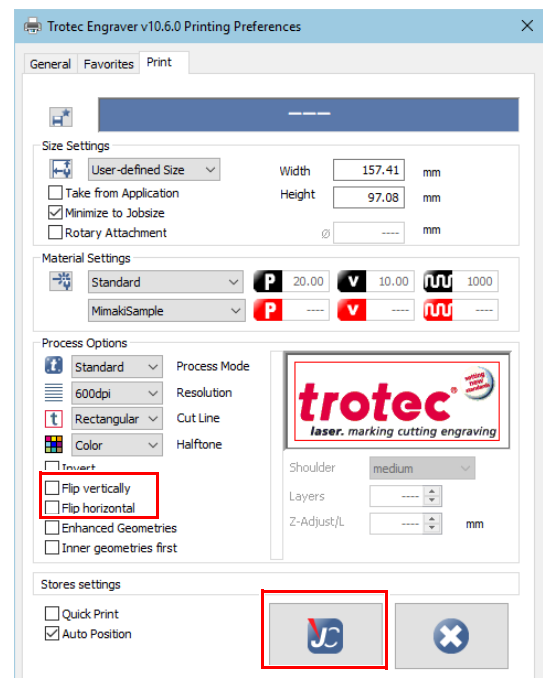 Trotec Engraver v10.6.0 Printing Preferences
General Favorites Print
---
Size Settings
User-defined Size Width 157.41 mm
Take from Application Height 97.08 mm
Minimize to Jobsize
Rotary Attachment ø ---- mm
Material Settings
Standard P 20.00 V 10.00 1000
MimakiSample P ---- V ---- ----
Process Options
t Standard Process Mode
600dpi Resolution
t Rectangular Cut Line
Color Halftone
setting new standards
trotec®
laser. marking cutting engraving
Invert Shoulder medium
Flip vertically
Layers ----
Flip horizontal
Enhanced Geometries Z-Adjust/L ---- mm
Inner geometries first
Stores settings
Quick Print
Auto Position
JC